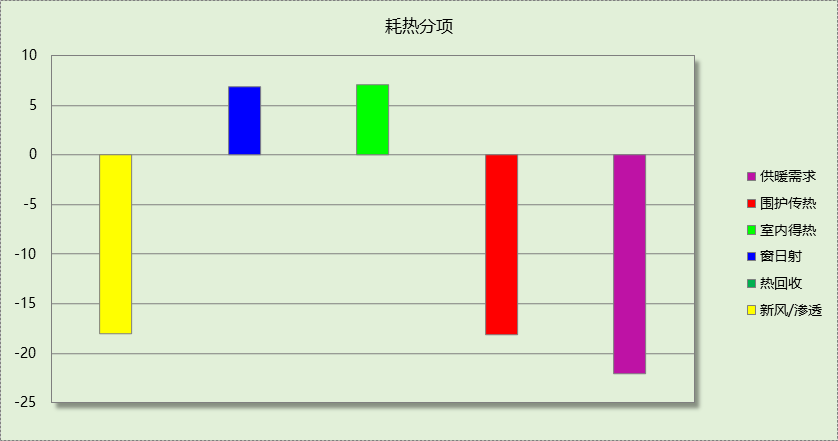 耗热分项
10
5
0
-5
-10
-15
-20
-25
供暖需求
围护传热
室内得热
窗日射
热回收
新风/渗透